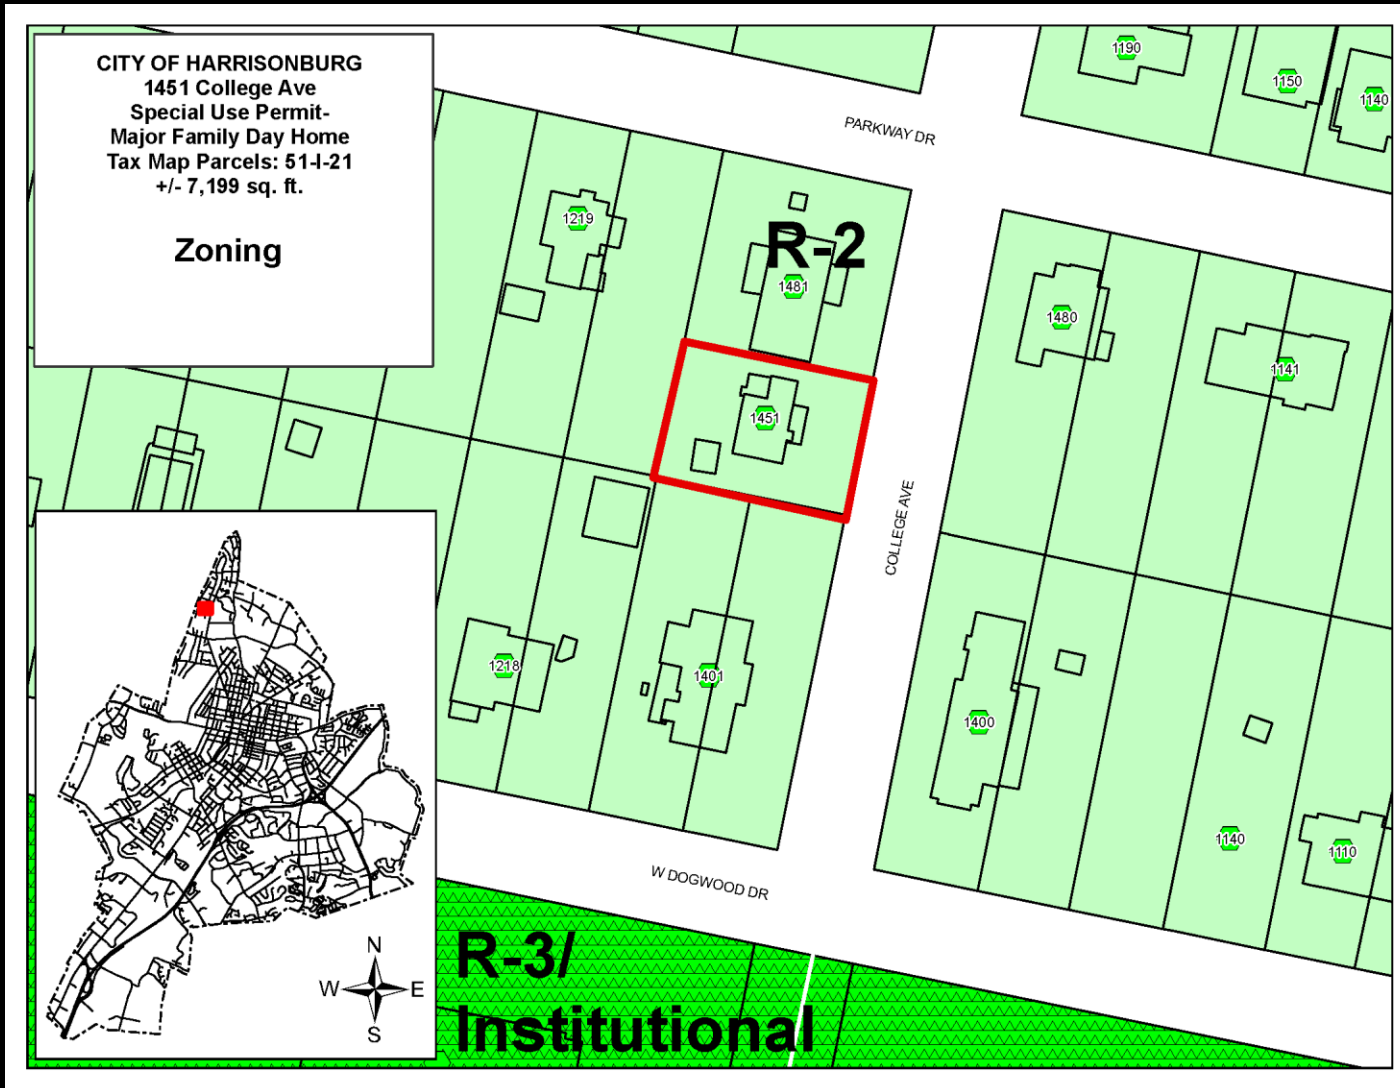 CITY OF HARRISONBURG
1451 College Ave
Special Use Permit-
Major Family Day Home
Tax Map Parcels: 51-I-21
+/- 7,199 sq. ft.
Zoning
1190
1150
1140
PARKWAY DR
1219
R-2
1481
1480
1141
1451
COLLEGE AVE
1218
1401
1400
1140
1110
W DOGWOOD DR
N
W E
S
R-3/
Institutional